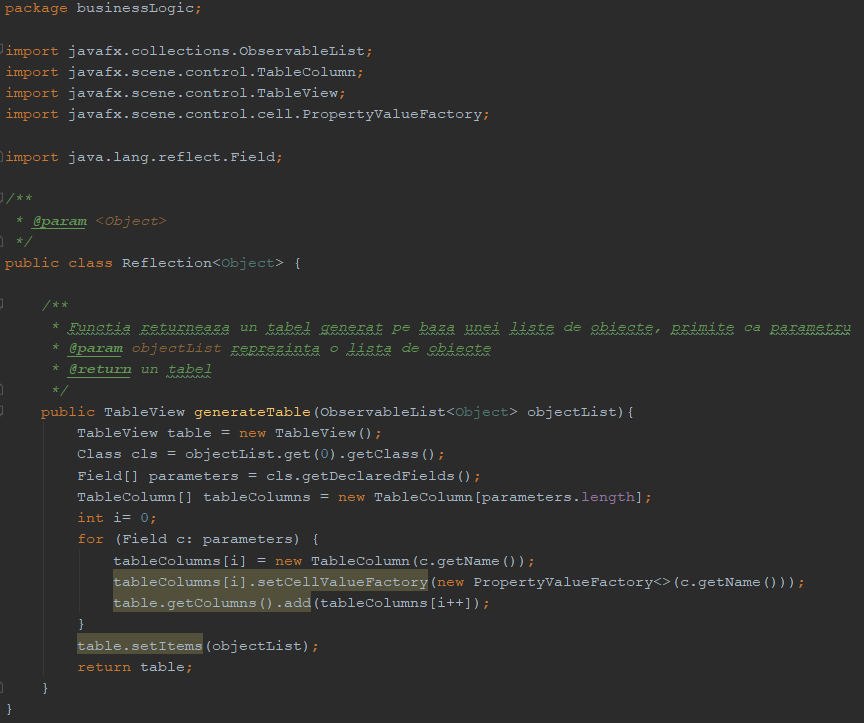 package businessLogic;
import javafx.collections.ObservableList;
import javafx.scene.control.TableColumn;
import javafx.scene.control.TableView;
import javafx.scene.control.cell.PropertyValueFactory;
import java.lang.reflect.Field;
/**
 * @param <Object>
 */
public class Reflection<Object> {
    /**
     * Functia returneaza un tabel generat pe baza unei liste de obiecte, primite ca parametru
     * @param objectList reprezinta o lista de obiecte
     * @return un tabel
     */
    public TableView generateTable(ObservableList<Object> objectList){
        TableView table = new TableView();
        Class cls = objectList.get(0).getClass();
        Field[] parameters = cls.getDeclaredFields();
        TableColumn[] tableColumns = new TableColumn[parameters.length];
        int i= 0;
        for (Field c: parameters) {
            tableColumns[i] = new TableColumn(c.getName());
            tableColumns[i].setCellValueFactory(new PropertyValueFactory<>(c.getName()));
            table.getColumns().add(tableColumns[i++]);
        }
        table.setItems(objectList);
        return table;
    }
}